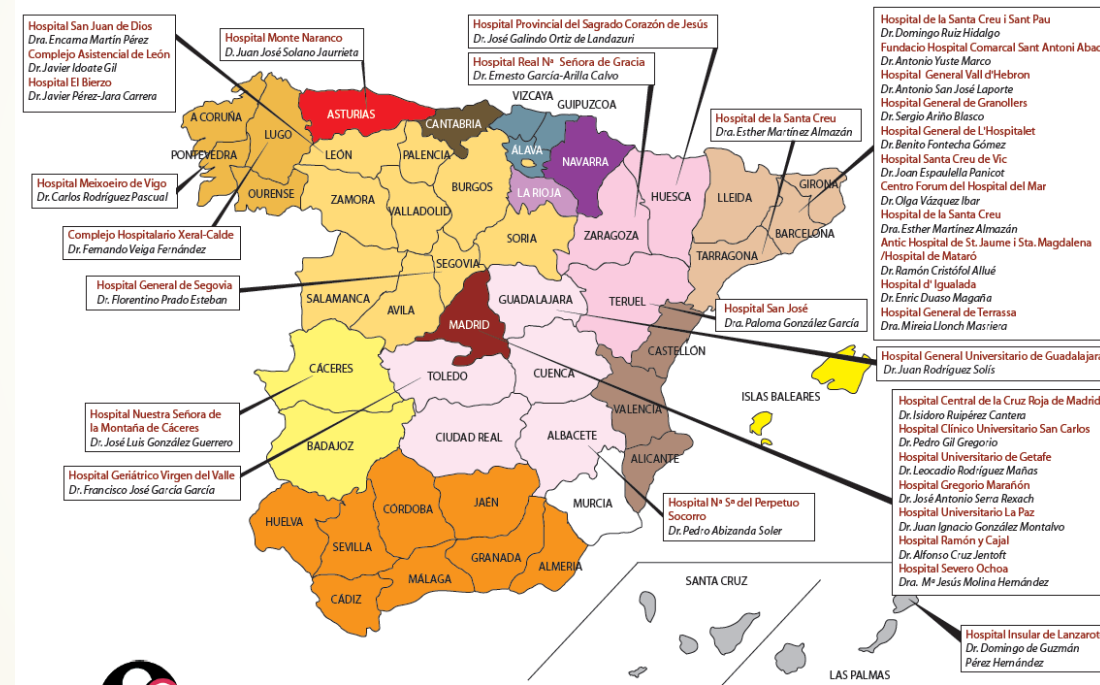 Hospital San Juan de Dios
Dra. Encarna Martín Pérez
Complejo Asistencial de León
Dr. Javier Idoate Gil
Hospital El Bierzo
Dr. Javier Pérez-Jara Carrera
Hospital Monte Naranco
D. Juan José Solano Jaurrieta
Hospital Provincial del Sagrado Corazón de Jesús
Dr. José Galindo Ortiz de Landazuri
Hospital Real Nª Señora de Gracia
Dr. Ernesto García-Arilla Calvo
Hospital de la Santa Creu
Dra. Esther Martínez Almazán
Hospital de la Santa Creu i Sant Pau
Dr. Domingo Ruiz Hidalgo
Fundacio Hospital Comarcal Sant Antoni Abad
Dr. Antonio Yuste Marco
Hospital General Vall d'Hebron
Dr. Antonio San José Laporte
Hospital General de Granollers
Dr. Sergio Ariño Blasco
Hospital General de L'Hospitalet
Dr. Benito Fontecha Gómez
Hospital Santa Creu de Vic
Dr. Joan Espaulella Panicot
Centro Forum del Hospital del Mar
Dr. Olga Vázquez Ibar
Hospital de la Santa Creu
Dra. Esther Martínez Almazán
Antic Hospital de St. Jaume i Sta. Magdalena
/Hospital de Mataró
Dr. Ramón Cristófol Allué
Hospital d' Igualada
Dr. Enric Duaso Magaña
Hospital General de Terrassa
Dra. Mireia Llonch Masriera
Hospital Meixoeiro de Vigo
Dr. Carlos Rodríguez Pascual
Complejo Hospitalario Xeral-Calde
Dr. Fernando Veiga Fernández
Hospital General de Segovia
Dr. Florentino Prado Esteban
Hospital San José
Dra. Paloma González García
Hospital General Universitario de Guadalajara
Dr. Juan Rodríguez Solís
Hospital Nuestra Señora de
la Montaña de Cáceres
Dr. José Luis González Guerrero
Hospital Geriátrico Virgen del Valle
Dr. Francisco José García García
Hospital Nª Sª del Perpetuo
Socorro
Dr. Pedro Abizanda Soler
Hospital Central de la Cruz Roja de Madrid
Dr. Isidoro Ruipérez Cantera
Hospital Clínico Universitario San Carlos
Dr. Pedro Gil Gregorio
Hospital Universitario de Getafe
Dr. Leocadio Rodríguez Mañas
Hospital Gregorio Marañón
Dr. José Antonio Serra Rexach
Hospital Universitario La Paz
Dr. Juan Ignacio González Montalvo
Hospital Ramón y Cajal
Dr. Alfonso Cruz Jentoft
Hospital Severo Ochoa
Dra. Mª Jesús Molina Hernández
Hospital Insular de Lanzarot
Dr. Domingo de Guzmán
Pérez Hernández
A CORUÑA
LUGO
PONTEVEDRA
OURENSE
ASTURIAS
CANTABRIA
VIZCAYA
GUIPUZCOA
ÁLAVA
NAVARRA
LA RIOJA
LEÓN
PALENCIA
BURGOS
ZAMORA
VALLADOLID
SORIA
SEGOVIA
SALAMANCA
AVILA
HUESCA
ZARAGOZA
TERUEL
LLEIDA
GIRONA
BARCELONA
TARRAGONA
MADRID
GUADALAJARA
TOLEDO
CUENCA
CIUDAD REAL
ALBACETE
CÁCERES
BADAJOZ
CASTELLÓN
VALENCIA
ALICANTE
ISLAS BALEARES
MURCIA
HUELVA
SEVILLA
CÓRDOBA
JAÉN
GRANADA
ALMERIA
MÁLAGA
CÁDIZ
SANTA CRUZ
LAS PALMAS